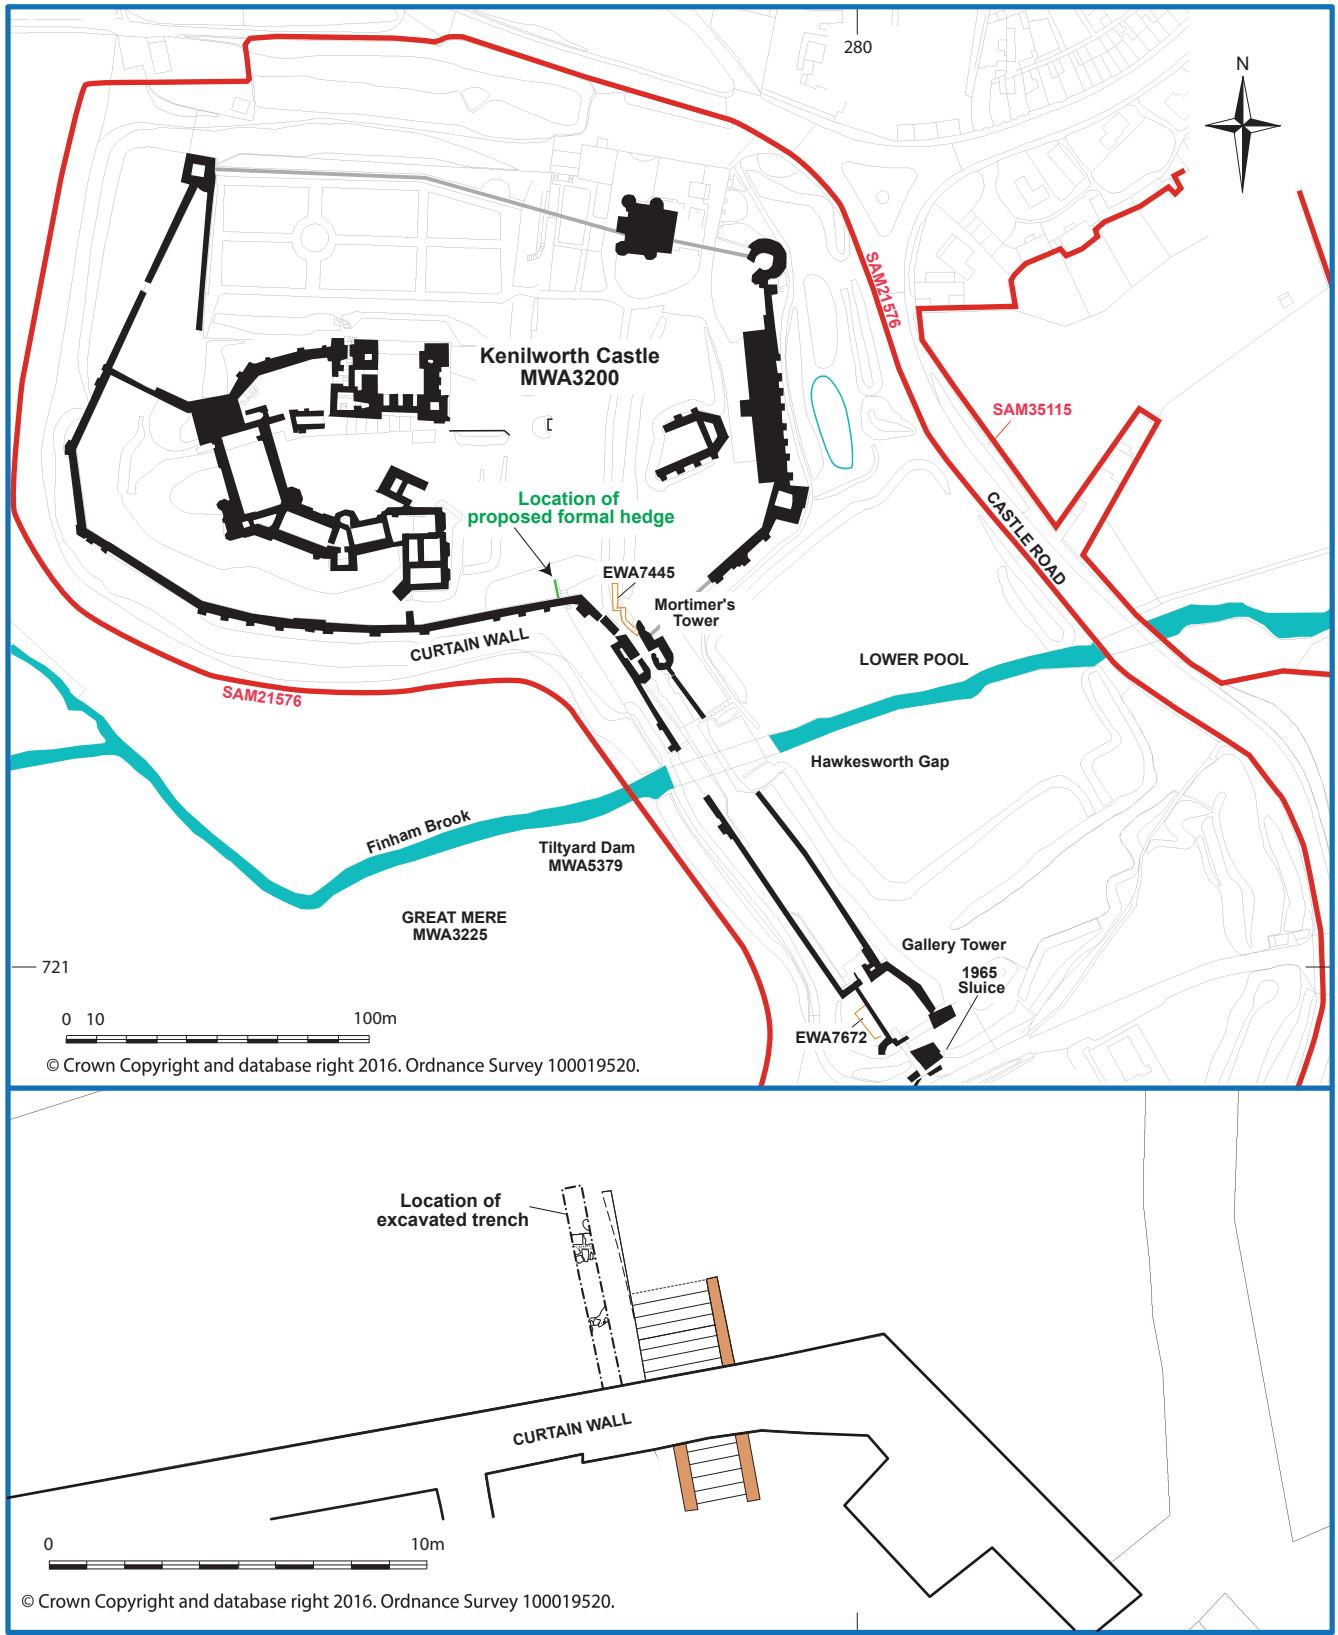 280
N
SAM21576
Kenilworth Castle
MWA3200
SAM35115
Location of
proposed formal hedge
CASTLE ROAD
EWA7445
Mortimer's
Tower
CURTAIN WALL
LOWER POOL
SAM21576
Hawkesworth Gap
Finham Brook
Tiltyard Dam
MWA5379
GREAT MERE
MWA3225
Gallery Tower
721
1965
Sluice
0 10 100m
EWA7672
© Crown Copyright and database right 2016. Ordnance Survey 100019520.
Location of
excavated trench
CURTAIN WALL
0 10m
© Crown Copyright and database right 2016. Ordnance Survey 100019520.